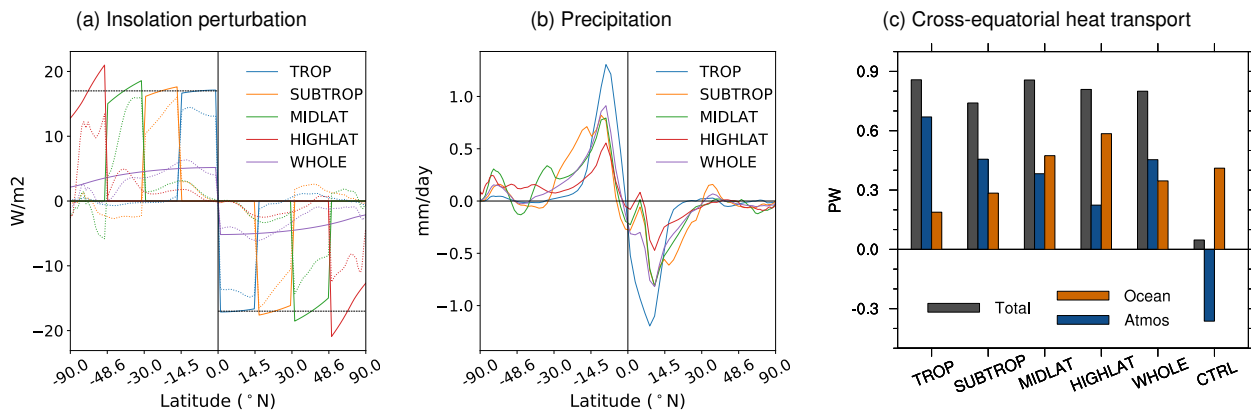 (a) Insolation perturbation
20
10
0
−10
−20
W/m2
TROP
SUBTROP
MIDLAT
HIGHLAT
WHOLE
-90.0 -48.6 -30.0 -14.5 0.0 14.5 30.0 48.6 90.0
Latitude (°N)
(b) Precipitation
1.0
0.5
0.0
−0.5
−1.0
mm/day
TROP
SUBTROP
MIDLAT
HIGHLAT
WHOLE
-90.0 -48.6 -30.0 -14.5 0.0 14.5 30.0 48.6 90.0
Latitude (°N)
(c) Cross-equatorial heat transport
0.9
0.6
0.3
0.0
-0.3
PW
Total
Ocean
Atmos
TROP SUBTROP MIDLAT HIGHLAT WHOLE CTRL